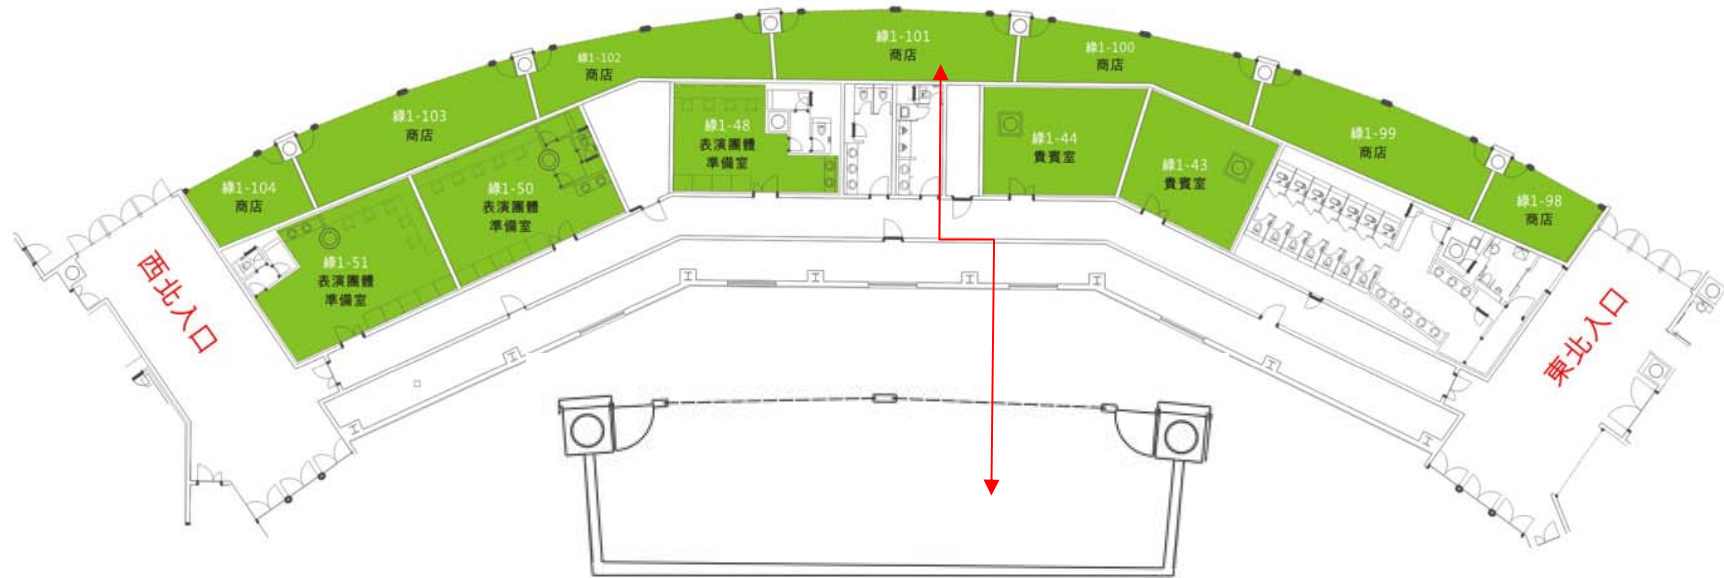 綠1-101
商店
綠1-102
商店
綠1-100
商店
綠1-103
商店
綠1-99
商店
綠1-48
表演團體
準備室
綠1-44
貴賓室
綠1-43
貴賓室
綠1-104
商店
綠1-50
表演團體
準備室
綠1-98
商店
綠1-51
表演團體
準備室
西北入口
東北入口